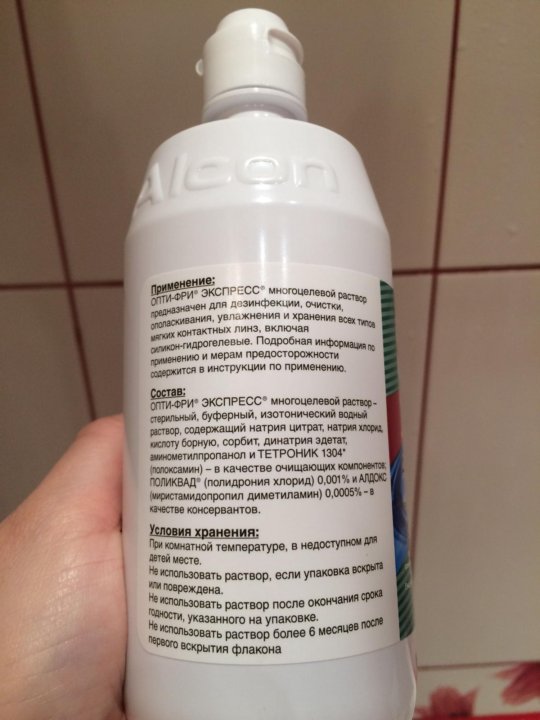 Alcon
Применение:
ОПТИ-ФРИ® ЭКСПРЕСС® многоцелевой раствор
предназначен для дезинфекции, очистки,
ополаскивания, увлажнения и хранения всех типов
мягких контактных линз, включая
силикон-гидрогелевые. Подробная информация по
применению и мерам предосторожности
содержится в инструкции по применению.
Состав:
ОПТИ-ФРИ® ЭКСПРЕСС® многоцелевой раствор –
стерильный, буферный, изотонический водный
раствор, содержащий натрия цитрат, натрия хлорид,
кислоту борную, сорбит, динатрия эдетат,
аминометилпропанол и ТЕТРОНИК 1304*
(полоксамин) – в качестве очищающих компонентов;
ПОЛИКВАД® (полидрония хлорид) 0,001% и АЛДОКС
(миристамидопропил диметиламин) 0,0005% – в
качестве консервантов.
Условия хранения:
При комнатной температуре, в недоступном для
детей месте.
Не использовать раствор, если упаковка вскрыта
или повреждена.
Не использовать раствор после окончания срока
годности, указанного на упаковке.
Не использовать раствор более 6 месяцев после
первого вскрытия флакона